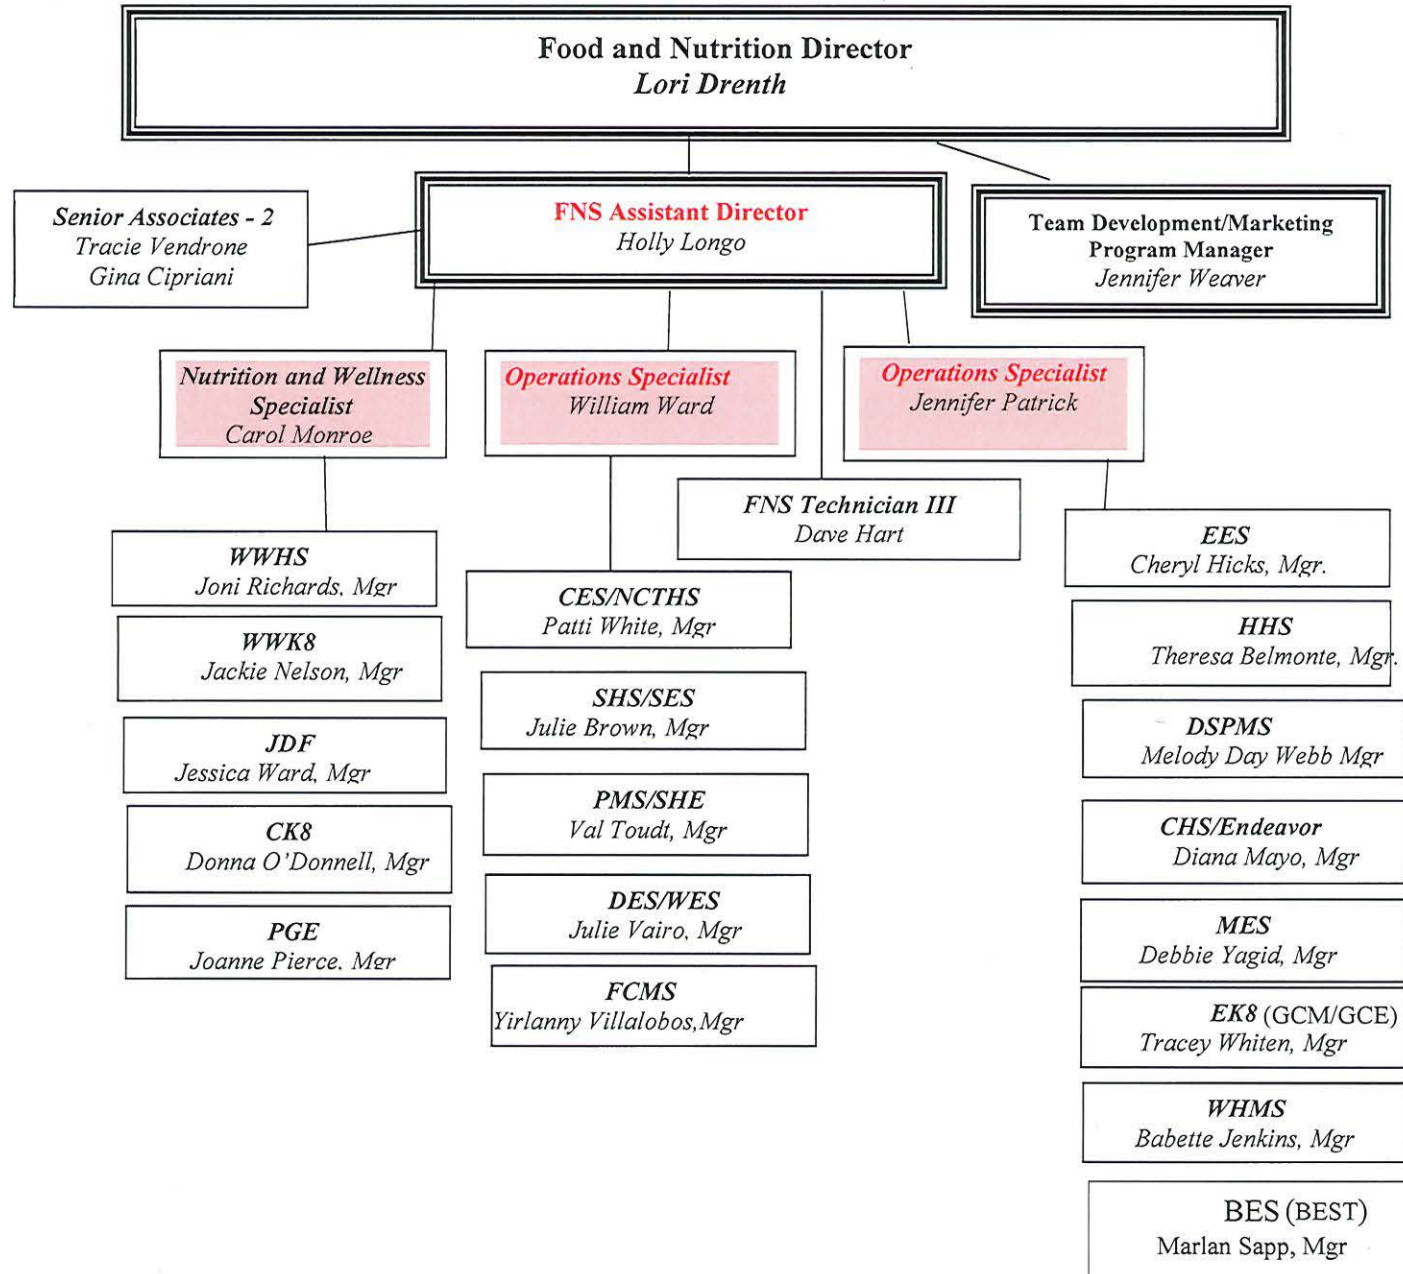 Food and Nutrition Director
Lori Drenth
Senior Associates - 2
Tracie Vendrone
Gina Cipriani
FNS Assistant Director
Holly Longo
Team Development/Marketing
Program Manager
Jennifer Weaver
Nutrition and Wellness
Specialist
Carol Monroe
Operations Specialist
William Ward
Operations Specialist
Jennifer Patrick
FNS Technician III
Dave Hart
WWHS
Joni Richards, Mgr
WWK8
Jackie Nelson, Mgr
JDF
Jessica Ward, Mgr
CK8
Donna O'Donnell, Mgr
PGE
Joanne Pierce, Mgr
CES/NCTHS
Patti White, Mgr
SHS/SES
Julie Brown, Mgr
PMS/SHE
Val Toudt, Mgr
DES/WES
Julie Vairo, Mgr
FCMS
Yirlanny Villalobos,Mgr
EES
Cheryl Hicks, Mgr.
HHS
Theresa Belmonte, Mgr.
DSPMS
Melody Day Webb Mgr
CHS/Endeavor
Diana Mayo, Mgr
MES
Debbie Yagid, Mgr
EK8 (GCM/GCE)
Tracey Whiten, Mgr
WHMS
Babette Jenkins, Mgr
BES (BEST)
Marlan Sapp, Mgr